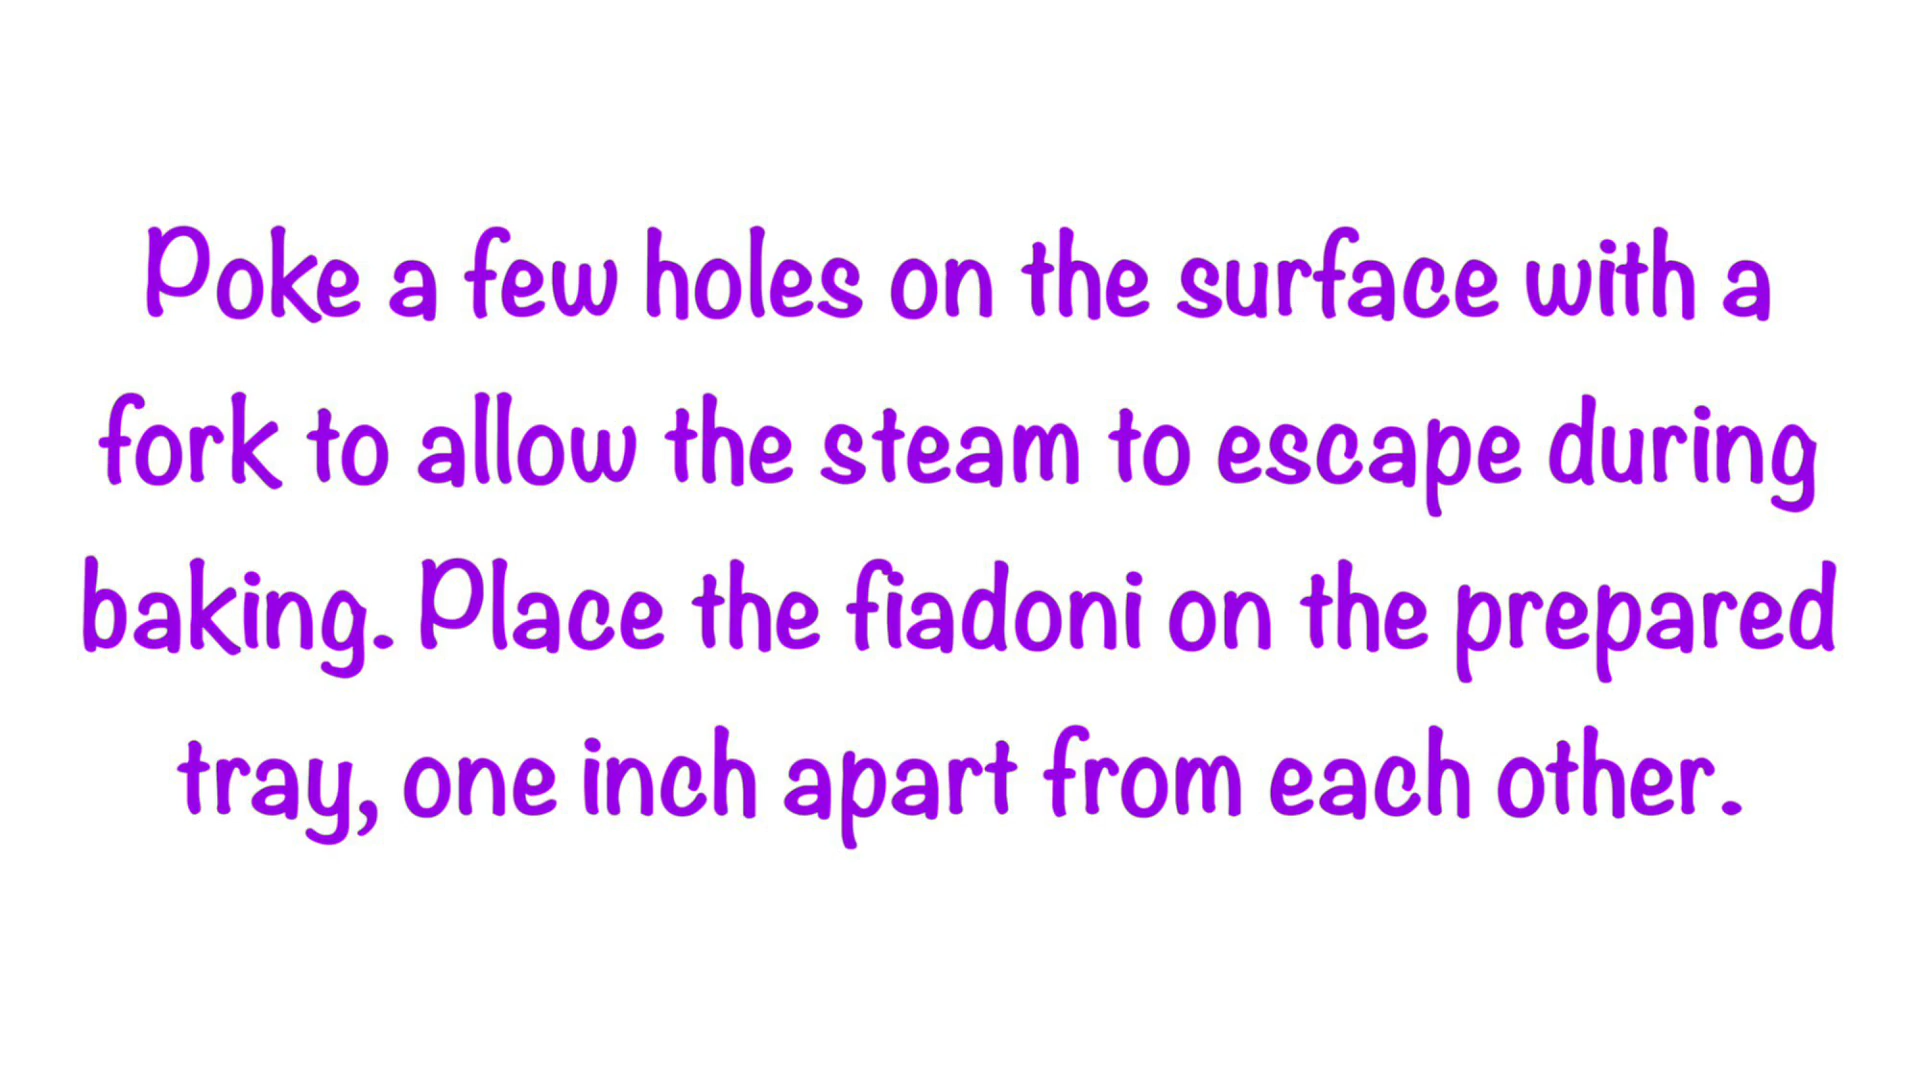 Poke a few holes on the surface with a
fork to allow the steam to escape during
baking. Place the fiadoni on the prepared
tray, one inch apart from each other.